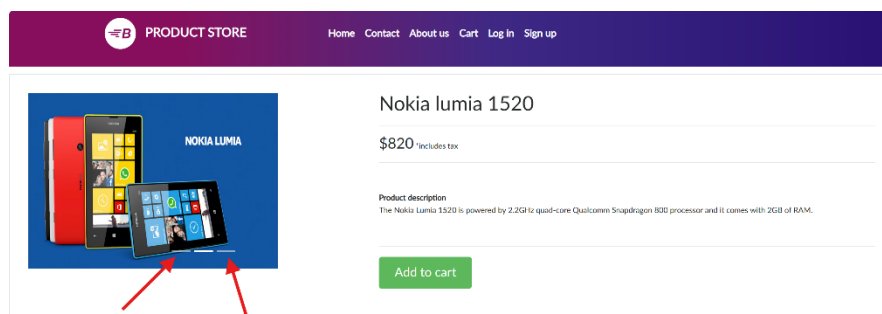 B PRODUCT STORE Home Contact About us Cart Log in Sign up
Nokia lumia 1520
NOKIA LUMIA
$820 *includes tax
Product description
The Nokia Lumia 1520 is powered by 2.2GHz quad-core Qualcomm Snapdragon 800 processor and it comes with 2GB of RAM.
Add to cart